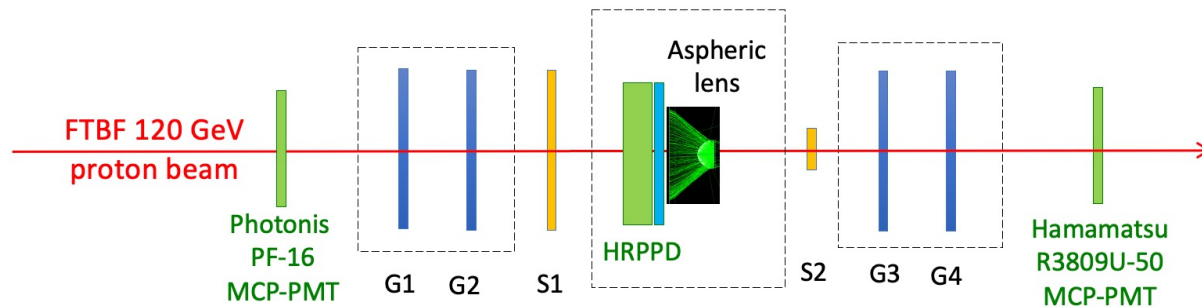 FTBF 120 GeV
proton beam
Photonis
PF-16
MCP-PMT
G1
G2
S1
Aspheric
lens
HRPPD
S2
G3
G4
Hamamatsu
R3809U-50
MCP-PMT